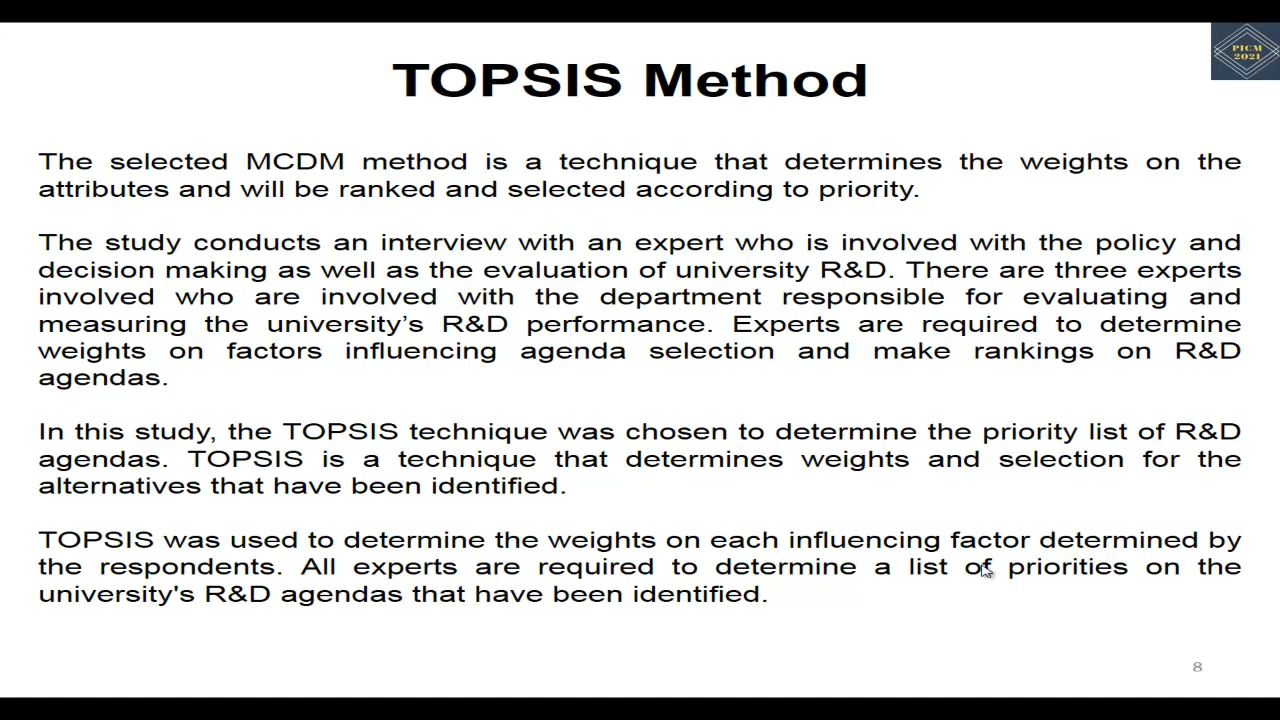 PICM
2021
TOPSIS Method
The selected MCDM method is a technique that determines the weights on the
attributes and will be ranked and selected according to priority.
The study conducts an interview with an expert who is involved with the policy and
decision making as well as the evaluation of university R&D. There are three experts
involved who are involved with the department responsible for evaluating and
measuring the university’s R&D performance. Experts are required to determine
weights on factors influencing agenda selection and make rankings on R&D
agendas.
In this study, the TOPSIS technique was chosen to determine the priority list of R&D
agendas. TOPSIS is a technique that determines weights and selection for the
alternatives that have been identified.
TOPSIS was used to determine the weights on each influencing factor determined by
the respondents. All experts are required to determine a list of priorities on the
university's R&D agendas that have been identified.
8